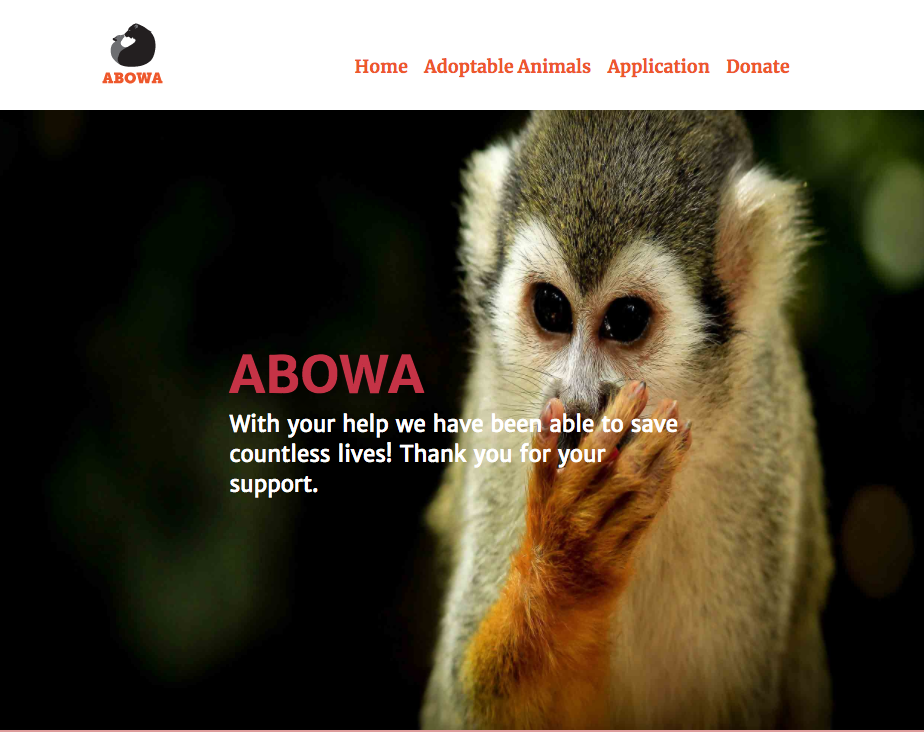 ABOWA
Home Adoptable Animals Application Donate
ABOWA
With your help we have been able to save
countless lives! Thank you for your
support.